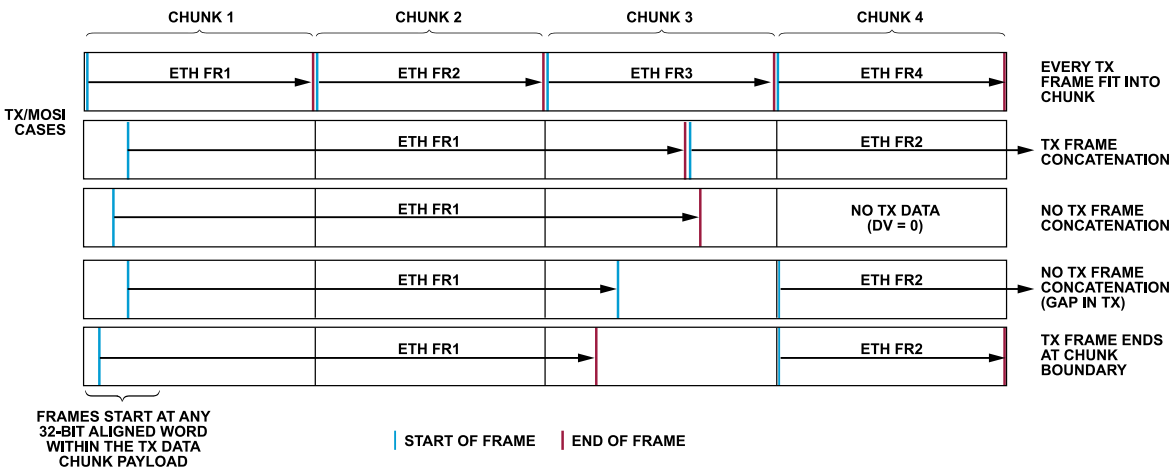 CHUNK 1
CHUNK 2
CHUNK 3
CHUNK 4
TX/MOSI
CASES
ETH FR1
ETH FR2
ETH FR3
ETH FR4
EVERY TX
FRAME FIT INTO
CHUNK
ETH FR1
ETH FR2
TX FRAME
CONCATENATION
ETH FR1
NO TX DATA
(DV = 0)
NO TX FRAME
CONCATENATION
ETH FR1
ETH FR2
NO TX FRAME
CONCATENATION
(GAP IN TX)
ETH FR1
ETH FR2
TX FRAME ENDS
AT CHUNK
BOUNDARY
FRAMES START AT ANY
32-BIT ALIGNED WORD
WITHIN THE TX DATA
CHUNK PAYLOAD
START OF FRAME
END OF FRAME